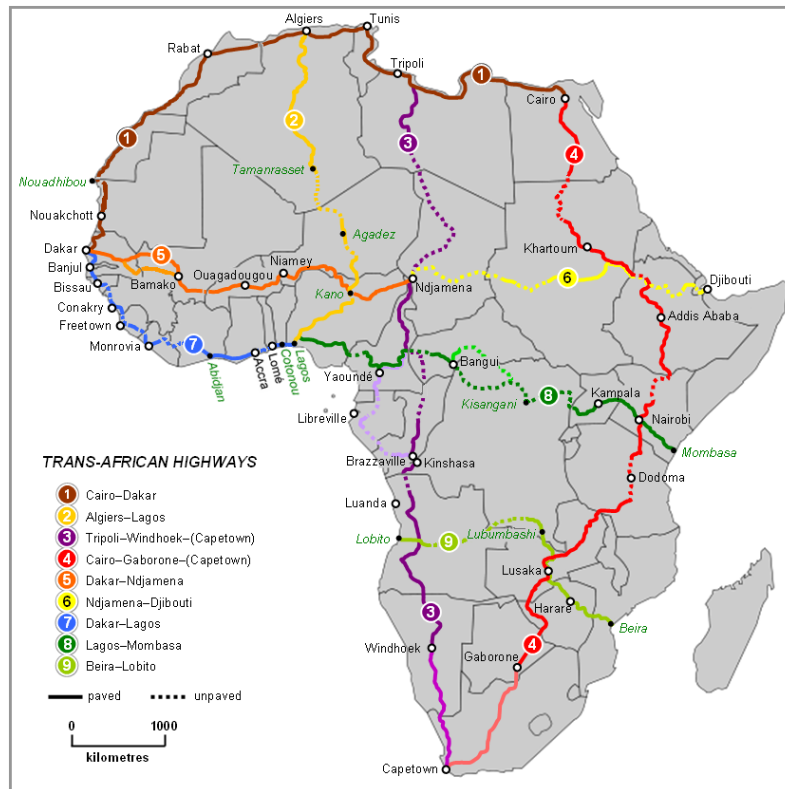 Algiers
Tunis
Rabat
Tripoli
1
Cairo
1
2
3
4
Tamanrasset
Nouadhibou
Nouakchott
Agadez
Dakar
5
Niamey
Khartoum
Banjul
Ouagadougou
6
Djibouti
Bissau
Bamako
Kano
Ndjamena
Conakry
Addis Ababa
Freetown
7
Monrovia
Abidjan
Accra
Lomé
Cotonou
Lagos
Yaoundé
Bangui
8
Kampala
Kisangani
Nairobi
Libreville
Mombasa
Brazzaville
Kinshasa
Dodoma
Luanda
Lobito
9
Lubumbashi
Lusaka
Harare
Beira
3
Windhoek
4
Gaborone
Capetown
TRANS-AFRICAN HIGHWAYS
1 Cairo–Dakar
2 Algiers–Lagos
3 Tripoli–Windhoek–(Capetown)
4 Cairo–Gaborone–(Capetown)
5 Dakar–Ndjamena
6 Ndjamena–Djibouti
7 Dakar–Lagos
8 Lagos–Mombasa
9 Beira–Lobito
paved unpaved
0 1000
kilometres